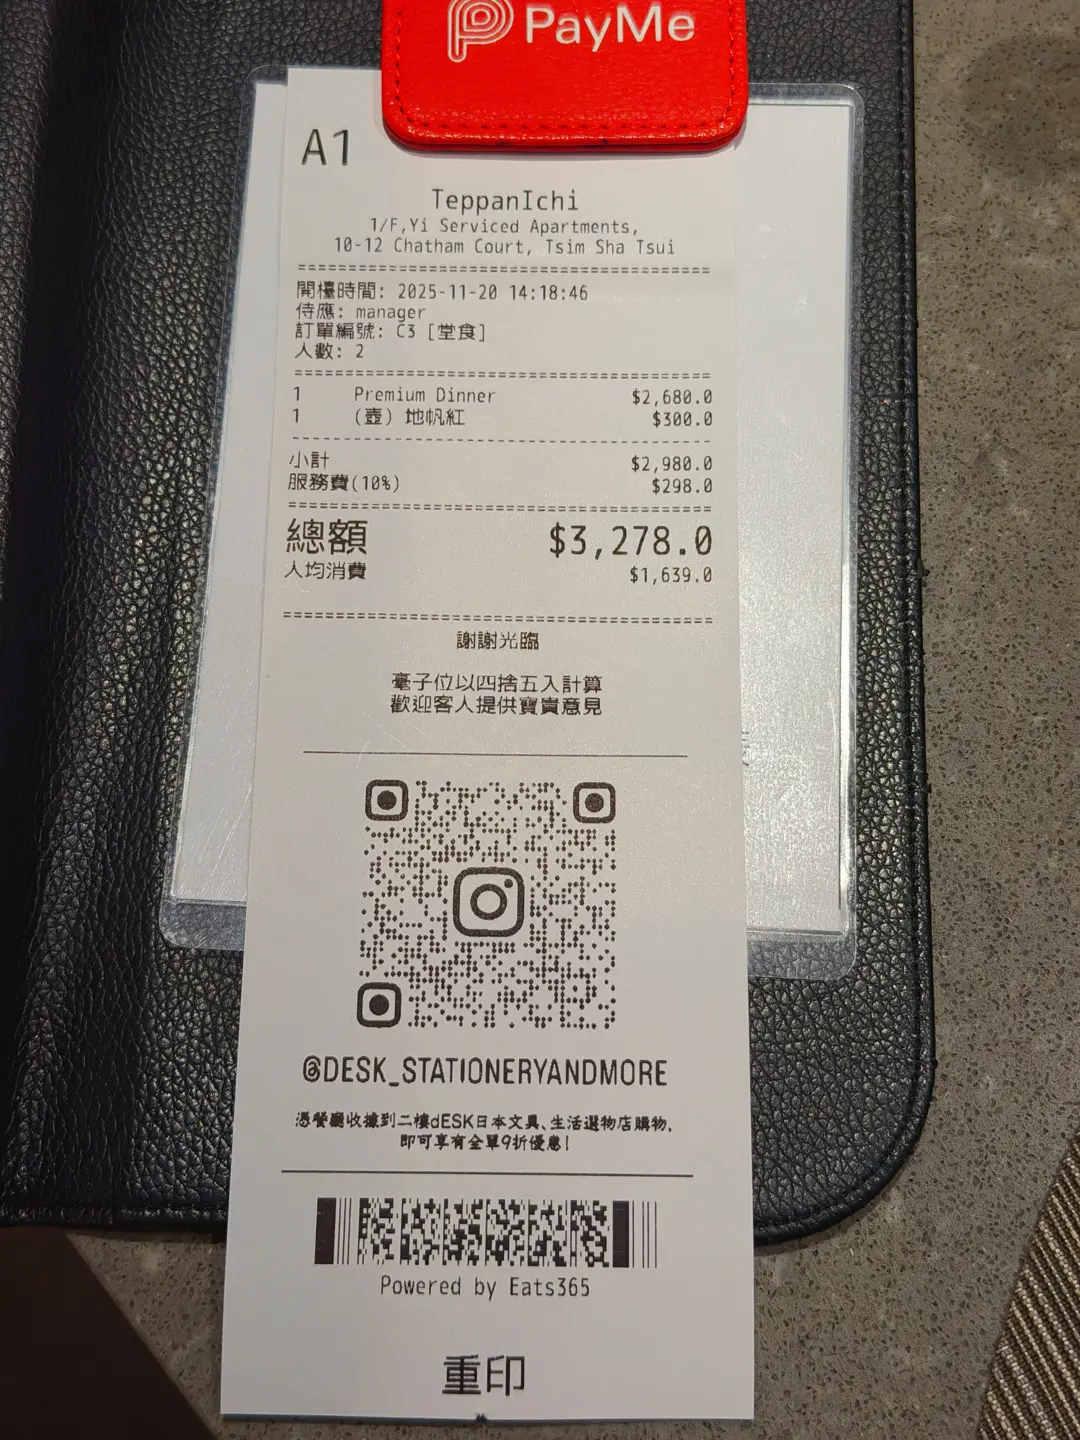 PayMe
A1
TeppanIchi
1/F,Yi Serviced Apartments,
10-12 Chatham Court, Tsim Sha Tsui
開檯時間: 2025-11-20 14:18:46
侍應: manager
訂單編號: C3 [堂食]
人數: 2
1 Premium Dinner $2,680.0
1 (壺) 地帆紅 $300.0
小計 $2,980.0
服務費(10%) $298.0
總額 $3,278.0
人均消費 $1,639.0
謝謝光臨
毫子位以四捨五入計算
歡迎客人提供寶貴意見
@DESK_STATIONERYANDMORE
憑餐廳收據到二樓dESK日本文具、生活選物店購物,
即可享有全單9折優惠!
Powered by Eats365
重印